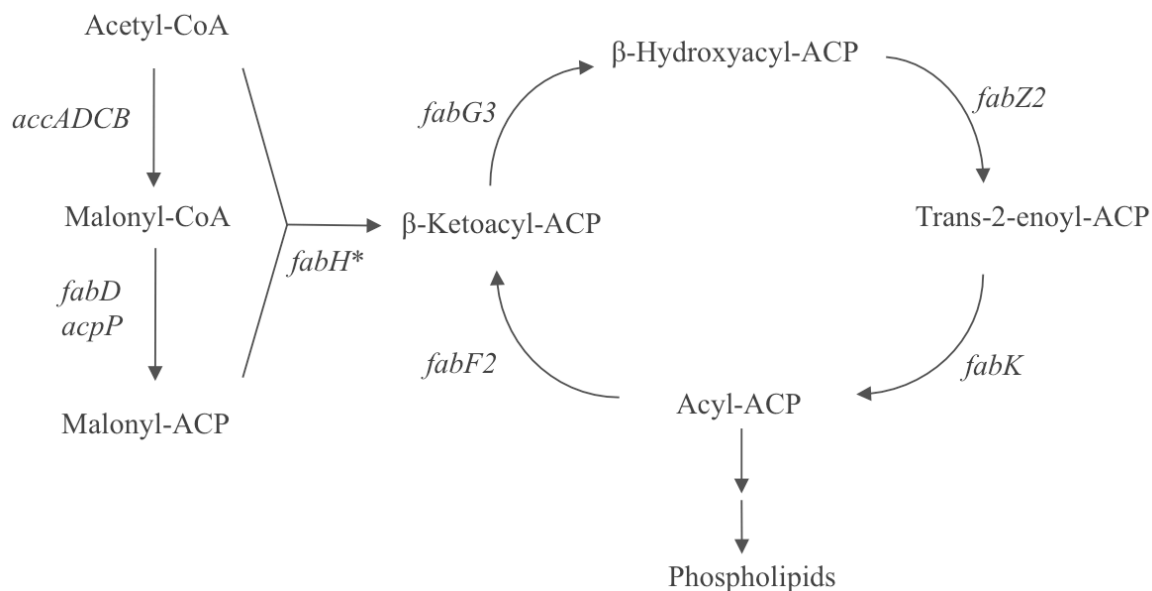 Acetyl-CoA
β-Hydroxyacyl-ACP
accADCB
fabG3
fabZ2
Malonyl-CoA
β-Ketoacyl-ACP
Trans-2-enoyl-ACP
fabH*
fabD
acpP
fabF2
fabK
Acyl-ACP
Malonyl-ACP
Phospholipids